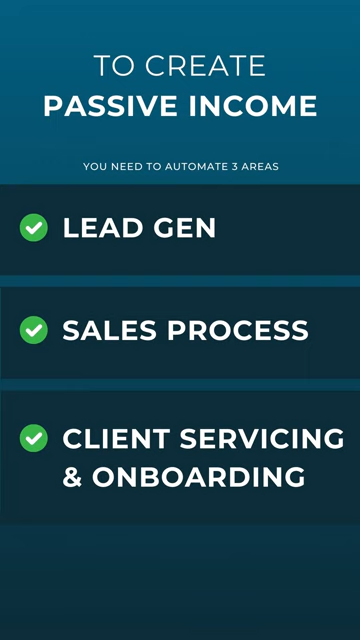 TO CREATE
PASSIVE INCOME
YOU NEED TO AUTOMATE 3 AREAS
LEAD GEN
SALES PROCESS
CLIENT SERVICING
& ONBOARDING